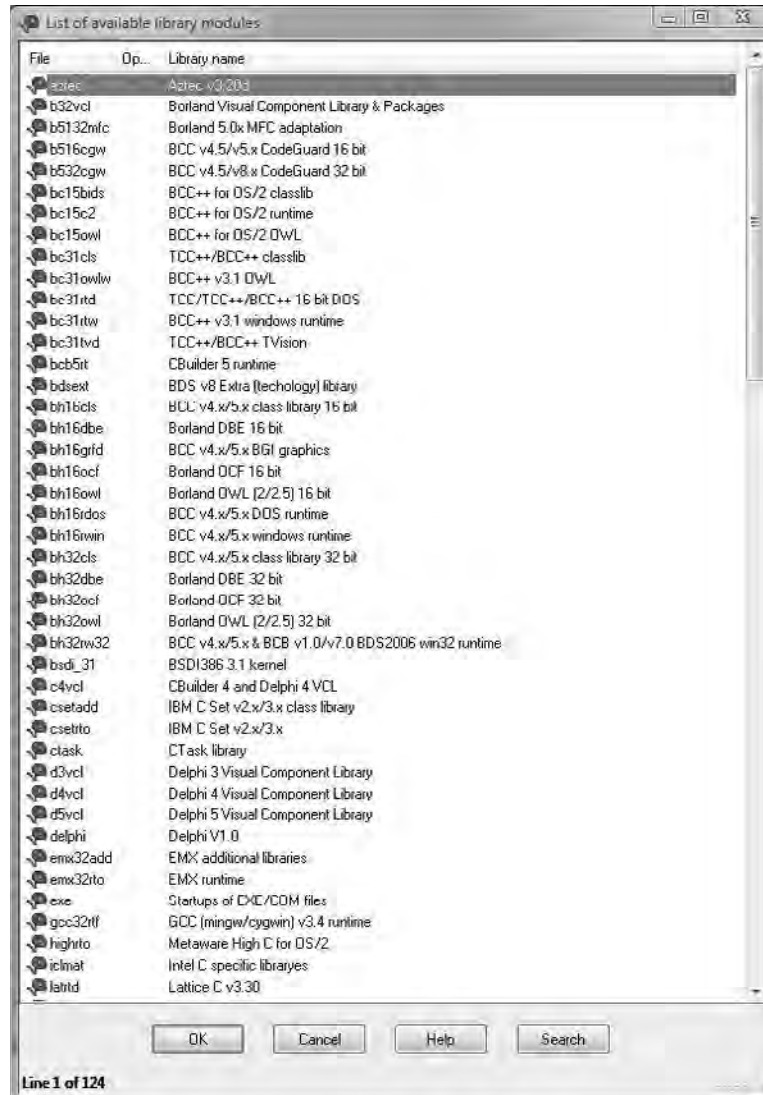 List of available library modules
File Op... Library name
aztec Aztec v3.20d
b32vcl Borland Visual Component Library & Packages
b5132mfc Borland 5.0x MFC adaptation
b516cgw BCC v4.5/v5.x CodeGuard 16 bit
b532cgw BCC v4.5/v8.x CodeGuard 32 bit
bc15bids BCC++ for OS/2 classlib
bc15c2 BCC++ for OS/2 runtime
bc15owl BCC++ for OS/2 OWL
bc31cls TCC++/BCC++ classlib
bc31owlw BCC++ v3.1 OWL
bc31rtd TCC/TCC++/BCC++ 16 bit DOS
bc31rtw BCC++ v3.1 windows runtime
bc31tvd TCC++/BCC++ TVision
bcb5rt CBuilder 5 runtime
bdsext BDS v8 Extra (techology) library
bh16cls BCC v4.x/5.x class library 16 bit
bh16dbe Borland DBE 16 bit
bh16grfd BCC v4.x/5.x BGI graphics
bh16ocf Borland OCF 16 bit
bh16owl Borland OWL (2/2.5) 16 bit
bh16rdos BCC v4.x/5.x DOS runtime
bh16rwin BCC v4.x/5.x windows runtime
bh32cls BCC v4.x/5.x class library 32 bit
bh32dbe Borland DBE 32 bit
bh32ocf Borland OCF 32 bit
bh32owl Borland OWL (2/2.5) 32 bit
bh32rw32 BCC v4.x/5.x & BCB v1.0/v7.0 BDS2006 win32 runtime
bsdi_31 BSDI386 3.1 kernel
c4vcl CBuilder 4 and Delphi 4 VCL
csetadd IBM C Set v2.x/3.x class library
csetrto IBM C Set v2.x/3.x
ctask CTask library
d3vcl Delphi 3 Visual Component Library
d4vcl Delphi 4 Visual Component Library
d5vcl Delphi 5 Visual Component Library
delphi Delphi V1.0
emx32add EMX additional libraries
emx32rto EMX runtime
exe Startups of EXE/COM files
gcc32rtf GCC (mingw/cygwin) v3.4 runtime
highrto Metaware High C for OS/2
iclmat Intel C specific libraryes
latrtd Lattice C v3.30
OK Cancel Help Search
Line 1 of 124